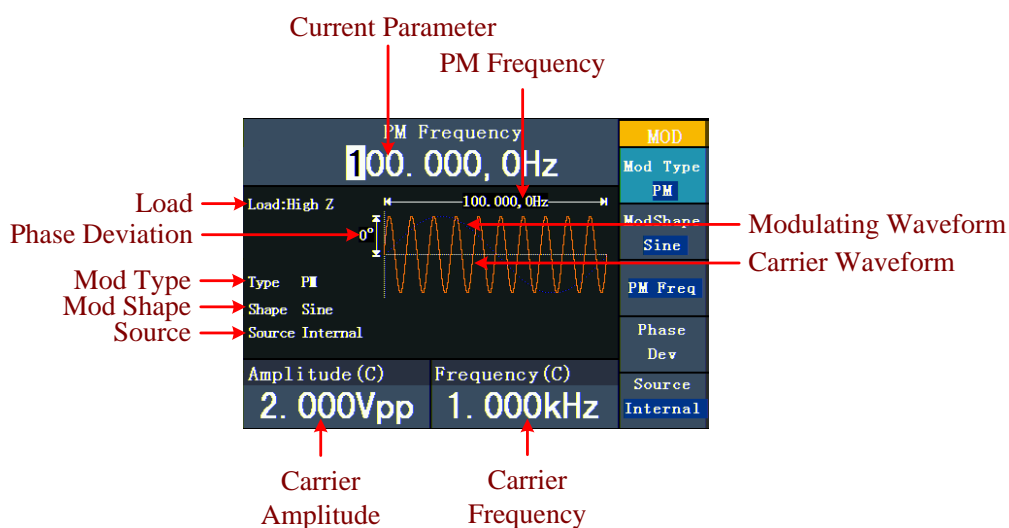 Current Parameter
PM Frequency
PM Frequency
100.000,0Hz
MOD
Mod Type
PM
ModShape
Sine
PM Freq
Phase
Dev
Source
Internal
Load:High Z
100.000,0Hz
0°
Type PM
Shape Sine
Source Internal
Amplitude(C)
2.000Vpp
Frequency(C)
1.000kHz
Load
Phase Deviation
Mod Type
Mod Shape
Source
Modulating Waveform
Carrier Waveform
Carrier
Amplitude
Carrier
Frequency